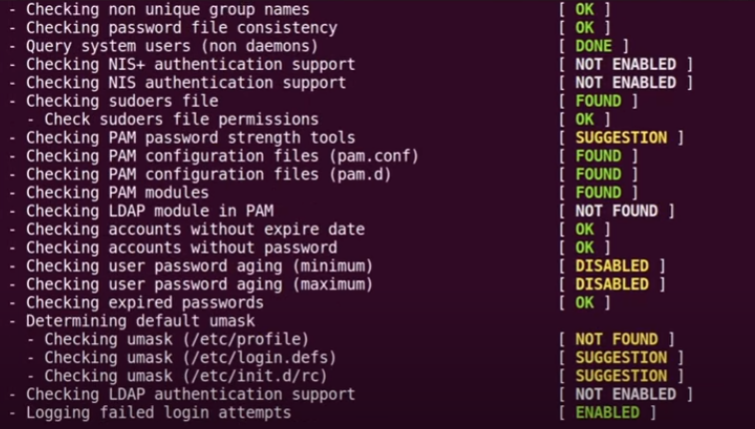 - Checking non unique group names [ OK ]
- Checking password file consistency [ OK ]
- Query system users (non daemons) [ DONE ]
- Checking NIS+ authentication support [ NOT ENABLED ]
- Checking NIS authentication support [ NOT ENABLED ]
- Checking sudoers file [ FOUND ]
- Check sudoers file permissions [ OK ]
- Checking PAM password strength tools [ SUGGESTION ]
- Checking PAM configuration files (pam.conf) [ FOUND ]
- Checking PAM configuration files (pam.d) [ FOUND ]
- Checking PAM modules [ FOUND ]
- Checking LDAP module in PAM [ NOT FOUND ]
- Checking accounts without expire date [ OK ]
- Checking accounts without password [ OK ]
- Checking user password aging (minimum) [ DISABLED ]
- Checking user password aging (maximum) [ DISABLED ]
- Checking expired passwords [ OK ]
- Determining default umask
- Checking umask (/etc/profile) [ NOT FOUND ]
- Checking umask (/etc/login.defs) [ SUGGESTION ]
- Checking umask (/etc/init.d/rc) [ SUGGESTION ]
- Checking LDAP authentication support [ NOT ENABLED ]
- Logging failed login attempts [ ENABLED ]